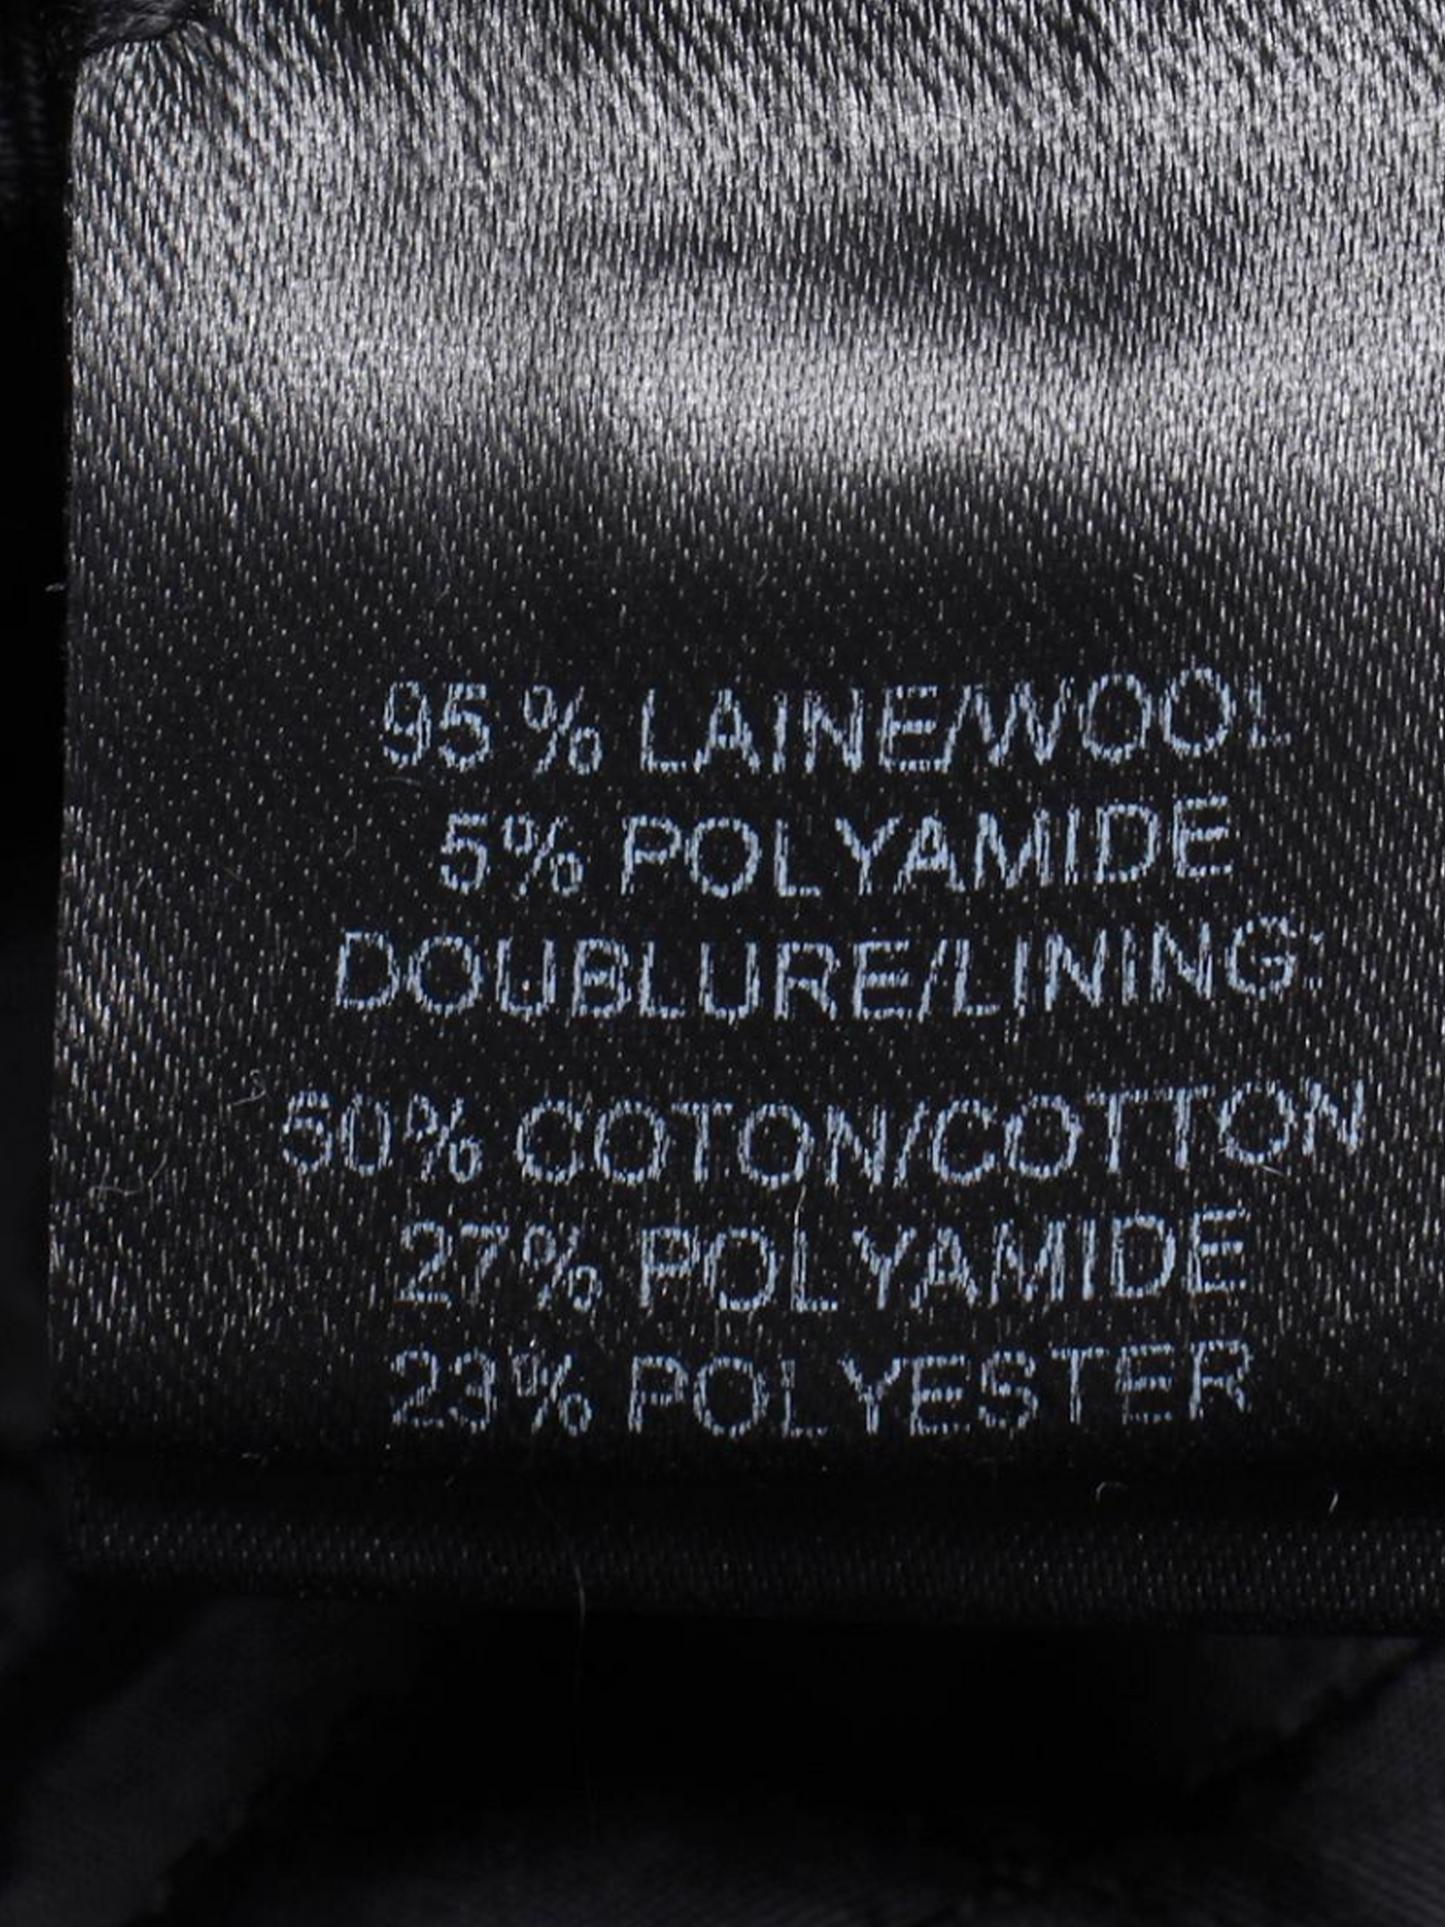 95% LAINE/WOOL
5% POLYAMIDE
DOUBLURE/LINING:
50% COTON/COTTON
27% POLYAMIDE
23% POLYESTER